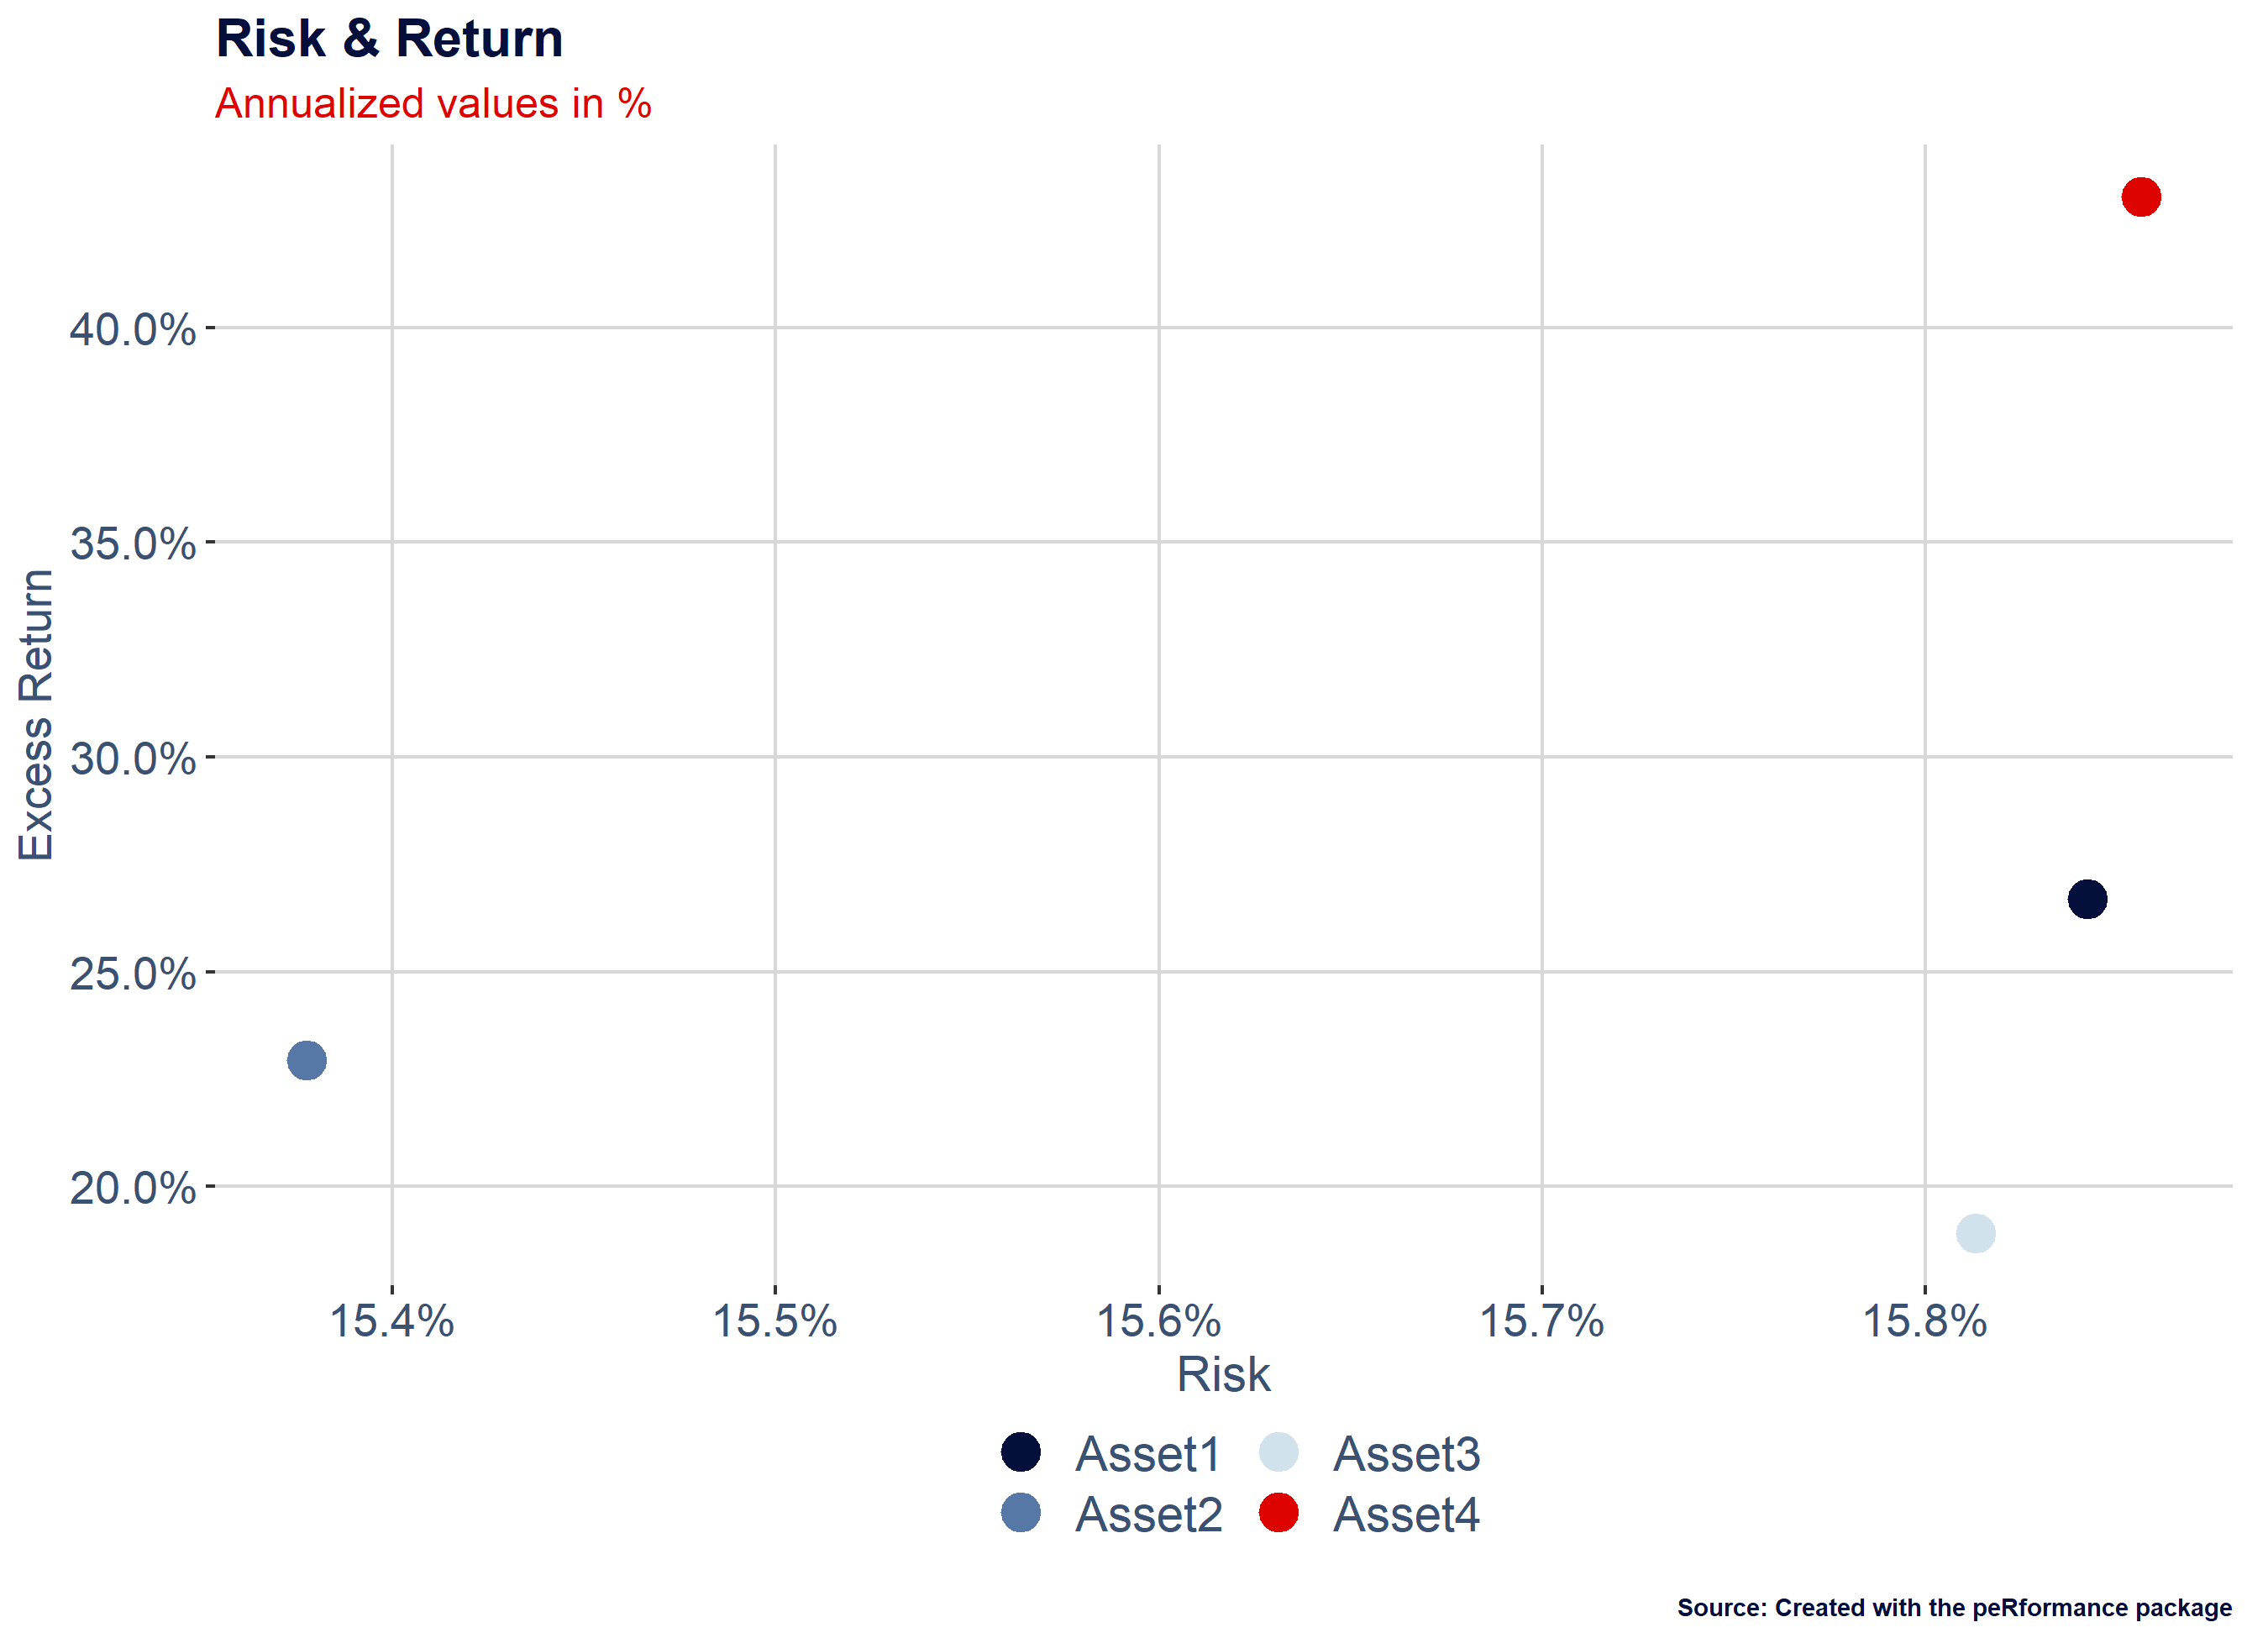 Risk & Return
Annualized values in %
Excess Return
40.0%
35.0%
30.0%
25.0%
20.0%
15.4% 15.5% 15.6% 15.7% 15.8%
Risk
Asset1 Asset3
Asset2 Asset4
Source: Created with the peRformance package